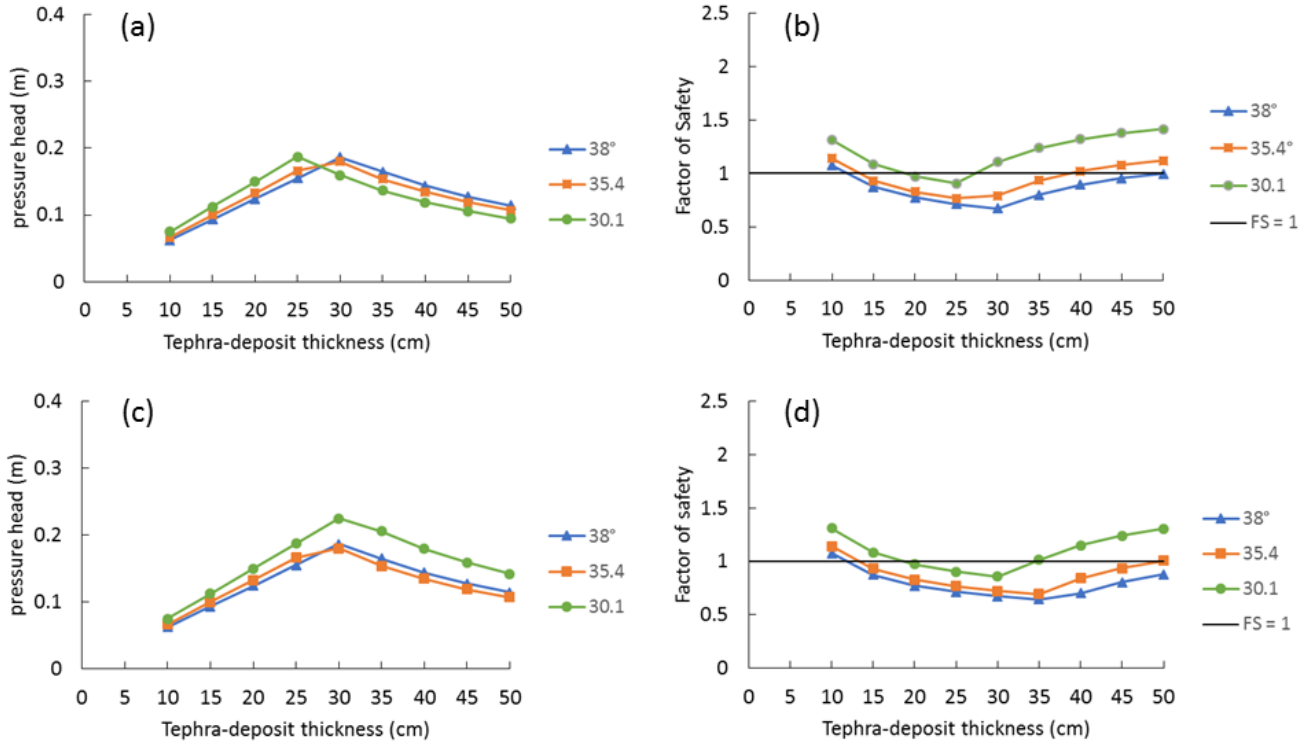 (a)
pressure head (m)
0.4
0.3
0.2
0.1
0
0 5 10 15 20 25 30 35 40 45 50
Tephra-deposit thickness (cm)
38°
35.4
30.1
(b)
Factor of Safety
2.5
2
1.5
1
0.5
0
0 5 10 15 20 25 30 35 40 45 50
Tephra-deposit thickness (cm)
38°
35.4°
30.1
FS = 1
(c)
pressure head (m)
0.4
0.3
0.2
0.1
0
0 5 10 15 20 25 30 35 40 45 50
Tephra-deposit thickness (cm)
38°
35.4
30.1
(d)
Factor of safety
2.5
2
1.5
1
0.5
0
0 5 10 15 20 25 30 35 40 45 50
Tephra-deposit thickness (cm)
38°
35.4
30.1
FS = 1